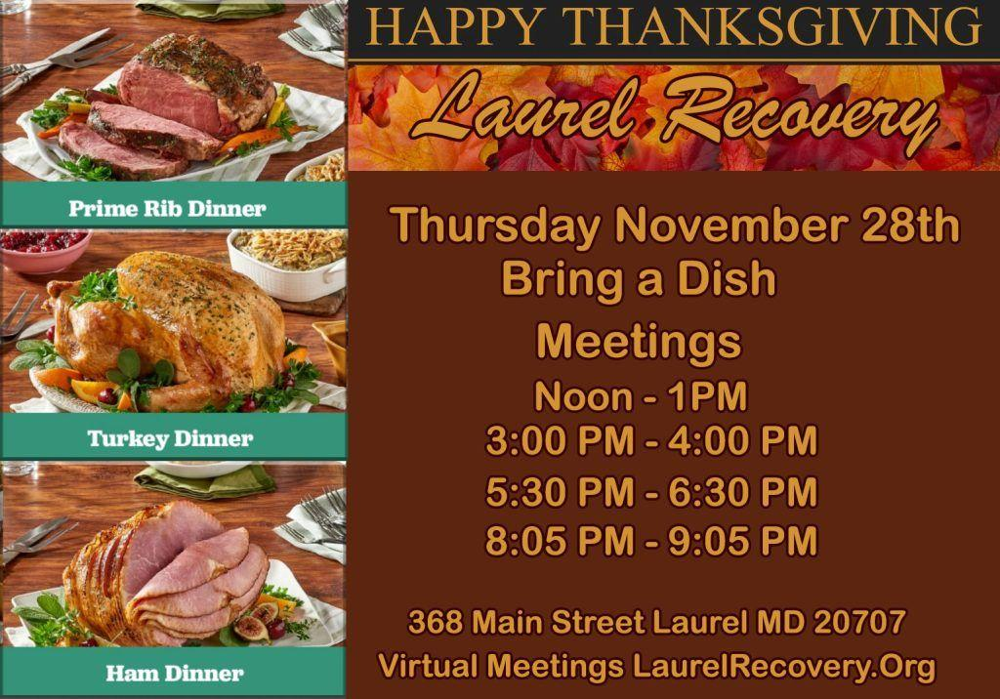 HAPPY THANKSGIVING
Laurel Recovery
Prime Rib Dinner
Turkey Dinner
Ham Dinner
Thursday November 28th
Bring a Dish
Meetings
Noon - 1PM
3:00 PM - 4:00 PM
5:30 PM - 6:30 PM
8:05 PM - 9:05 PM
368 Main Street Laurel MD 20707
Virtual Meetings LaurelRecovery.Org